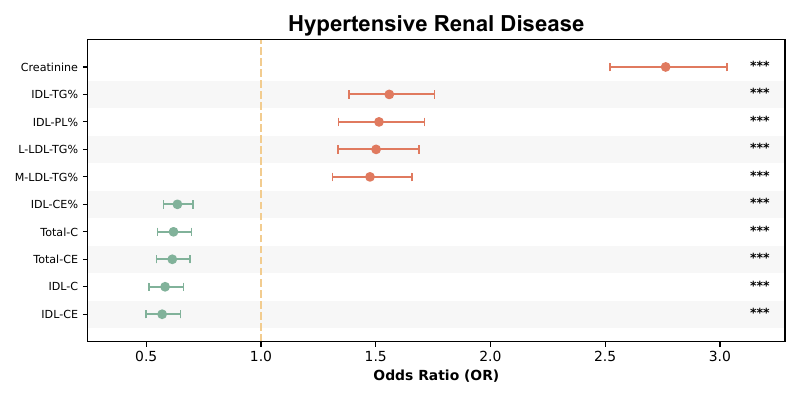 Hypertensive Renal Disease
Creatinine ***
IDL-TG% ***
IDL-PL% ***
L-LDL-TG% ***
M-LDL-TG% ***
IDL-CE% ***
Total-C ***
Total-CE ***
IDL-C ***
IDL-CE ***
0.5 1.0 1.5 2.0 2.5 3.0
Odds Ratio (OR)